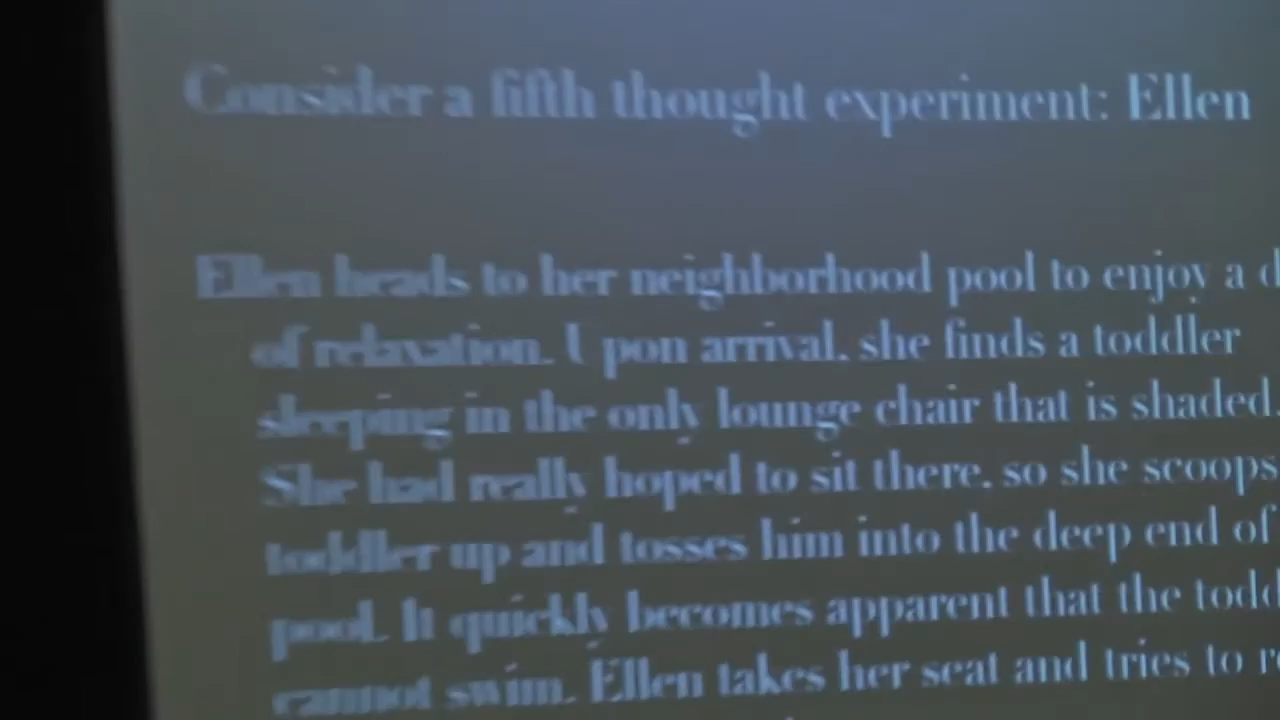 Consider a fifth thought experiment: Ellen
Ellen heads to her neighborhood pool to enjoy a
of relaxation. Upon arrival, she finds a toddler
sleeping in the only lounge chair that is shaded.
She had really hoped to sit there, so she scoops
toddler up and tosses him into the deep end of
pool. It quickly becomes apparent that the
cannot swim. Ellen takes her seat and tries to